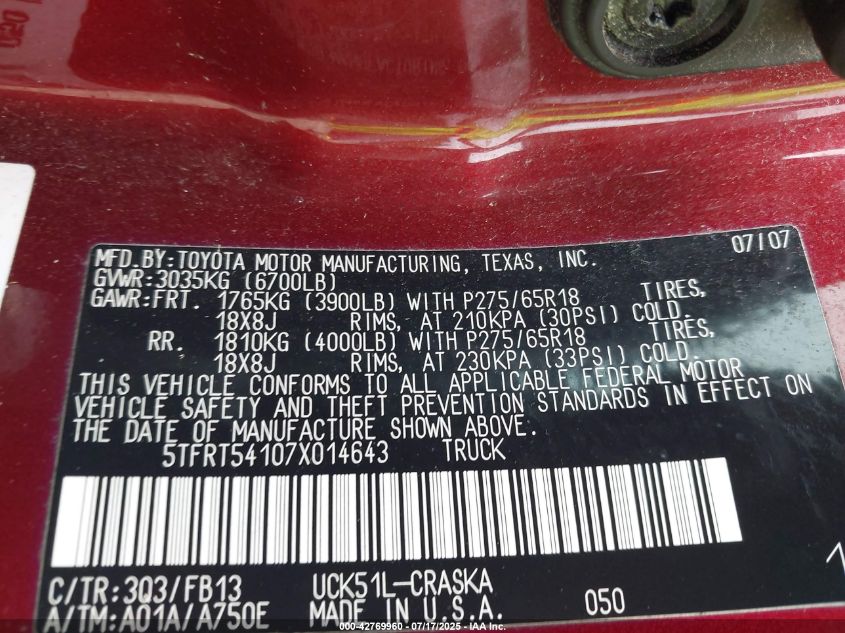 MFD.BY:TOYOTA MOTOR MANUFACTURING, TEXAS, INC. 07/07
GVWR:3035KG (6700LB)
GAWR:FRT. 1765KG (3900LB) WITH P275/65R18 TIRES,
18X8J RIMS, AT 210KPA (30PSI) COLD.
RR. 1810KG (4000LB) WITH P275/65R18 TIRES,
18X8J RIMS, AT 230KPA (33PSI) COLD.
THIS VEHICLE CONFORMS TO ALL APPLICABLE FEDERAL MOTOR
VEHICLE SAFETY AND THEFT PREVENTION STANDARDS IN EFFECT ON
THE DATE OF MANUFACTURE SHOWN ABOVE.
5TFRT54107X014643 TRUCK
C/TR:3Q3/FB13 UCK51L-CRASKA
A/TM:A01A/A750E MADE IN U.S.A. 050
000-42769960 - 07/17/2025 - IAA Inc.